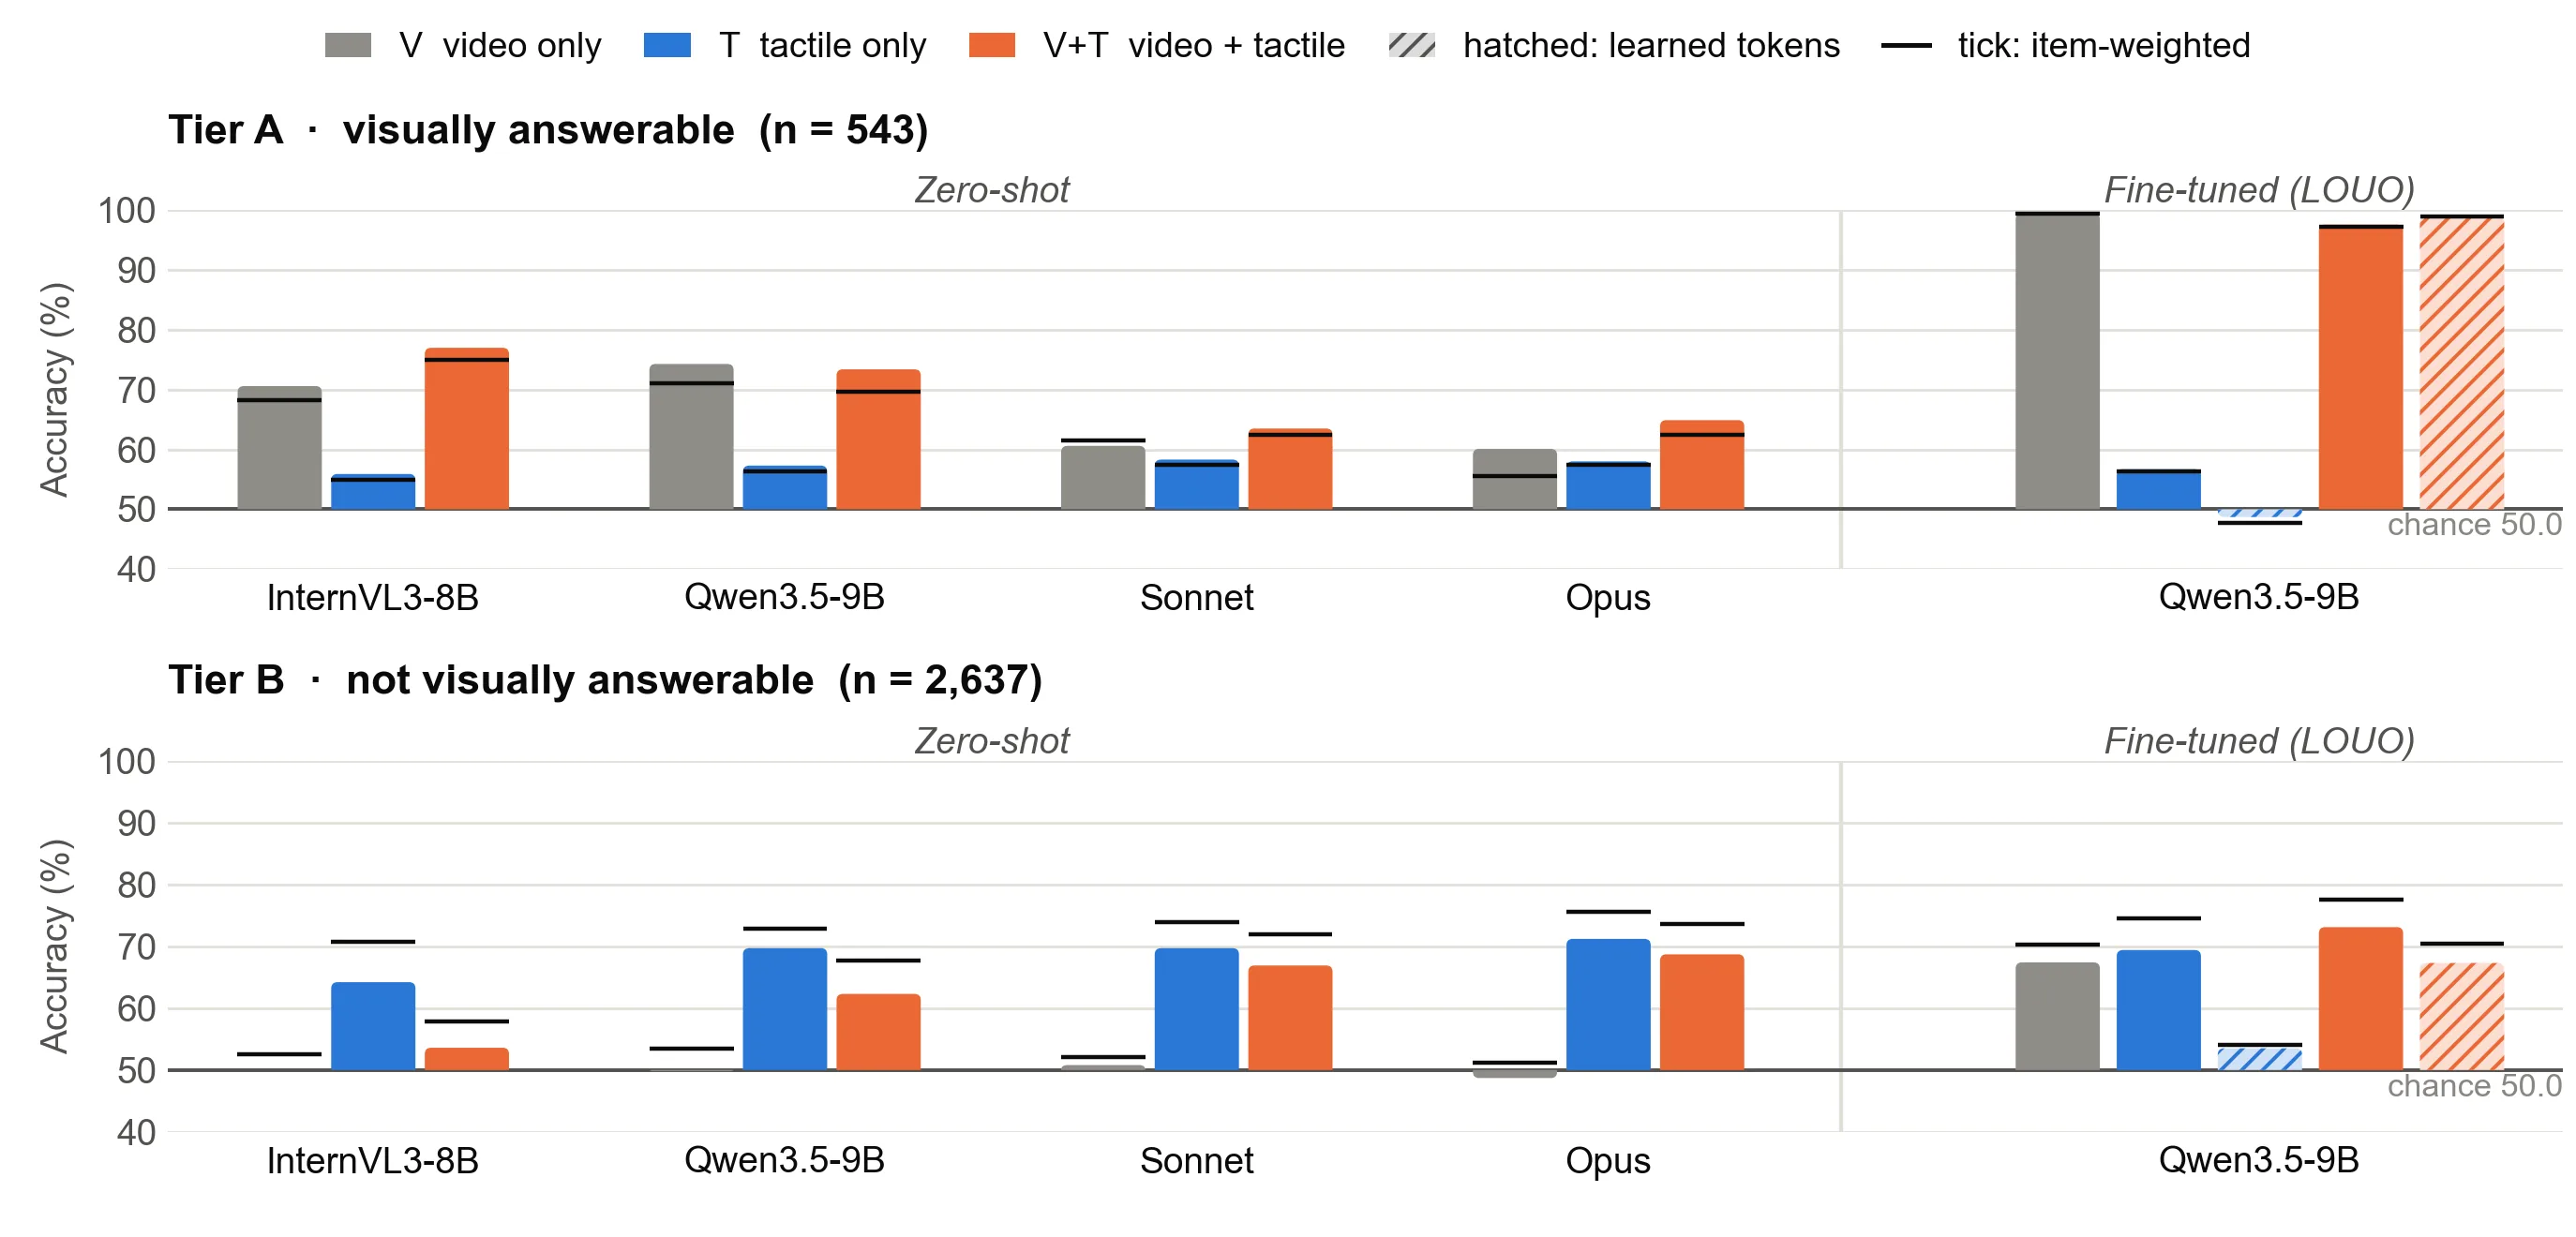 V video only T tactile only V+T video + tactile hatched: learned tokens tick: item-weighted
Tier A · visually answerable (n = 543)
Zero-shot Fine-tuned (LOUO)
100
90
80
70
60
50
40
Accuracy (%)
chance 50.0
InternVL3-8B Qwen3.5-9B Sonnet Opus Qwen3.5-9B
Tier B · not visually answerable (n = 2,637)
Zero-shot Fine-tuned (LOUO)
100
90
80
70
60
50
40
Accuracy (%)
chance 50.0
InternVL3-8B Qwen3.5-9B Sonnet Opus Qwen3.5-9B